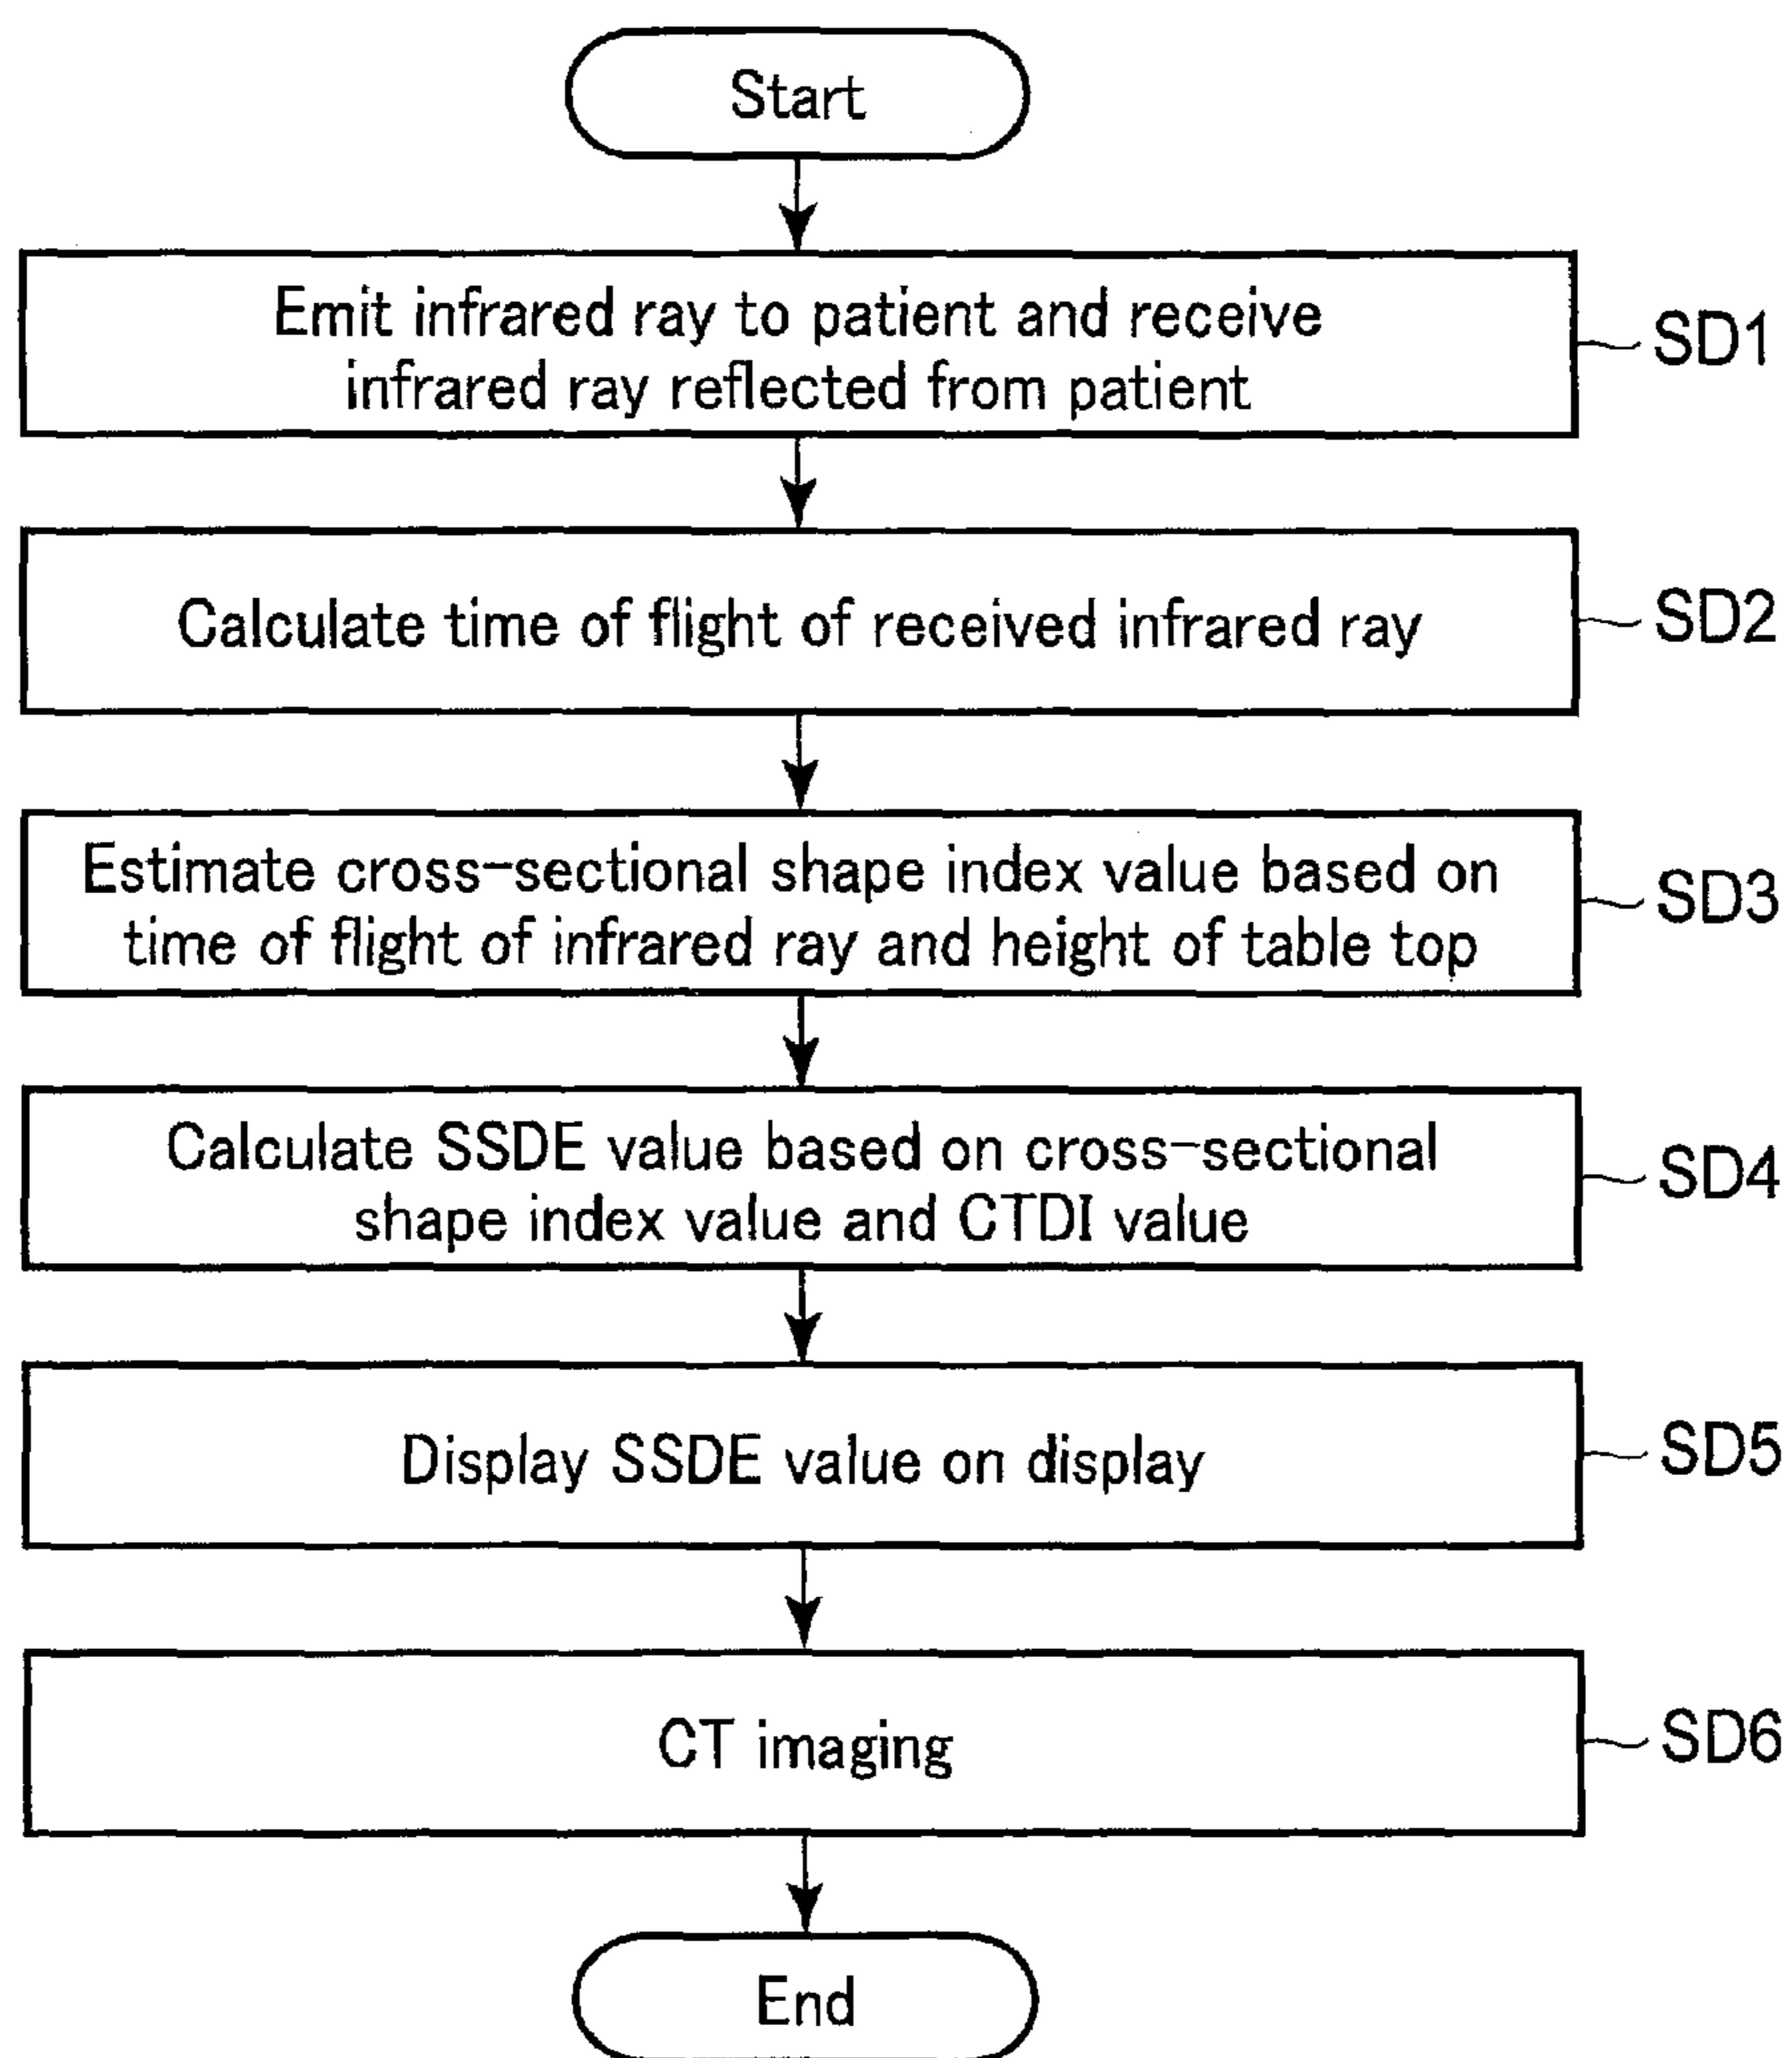 Start
Emit infrared ray to patient and receive
infrared ray reflected from patient
SD1
Calculate time of flight of received infrared ray
SD2
Estimate cross-sectional shape index value based on
time of flight of infrared ray and height of table top
SD3
Calculate SSDE value based on cross-sectional
shape index value and CTDI value
SD4
Display SSDE value on display
SD5
CT imaging
SD6
End